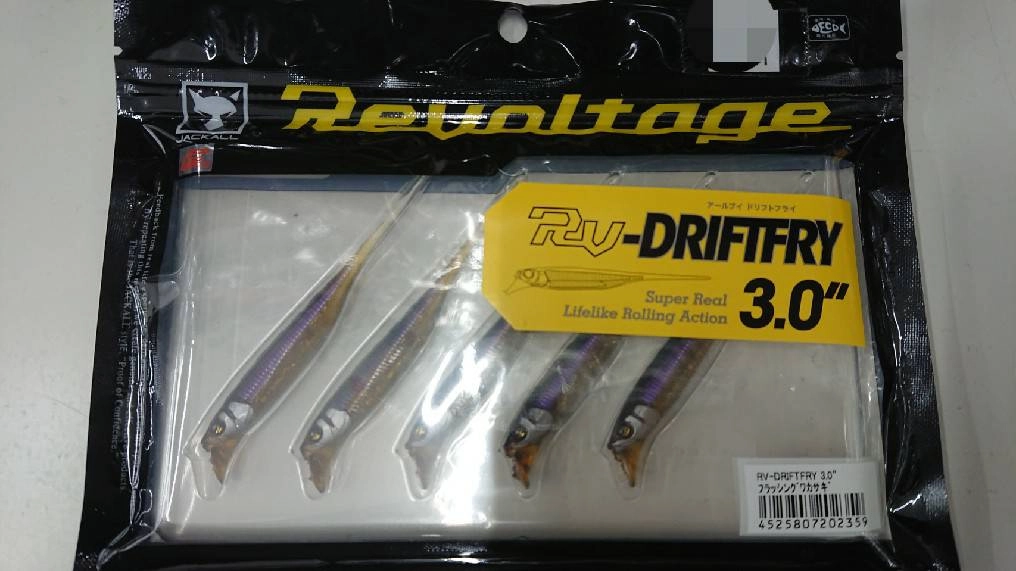 Revoltage
JACKALL
アールブイ ドリフトフライ
RV-DRIFTFRY
Super Real
Lifelike Rolling Action
3.0"
RV-DRIFTFRY 3.0"
フラッシングワカサギ
4525807202359